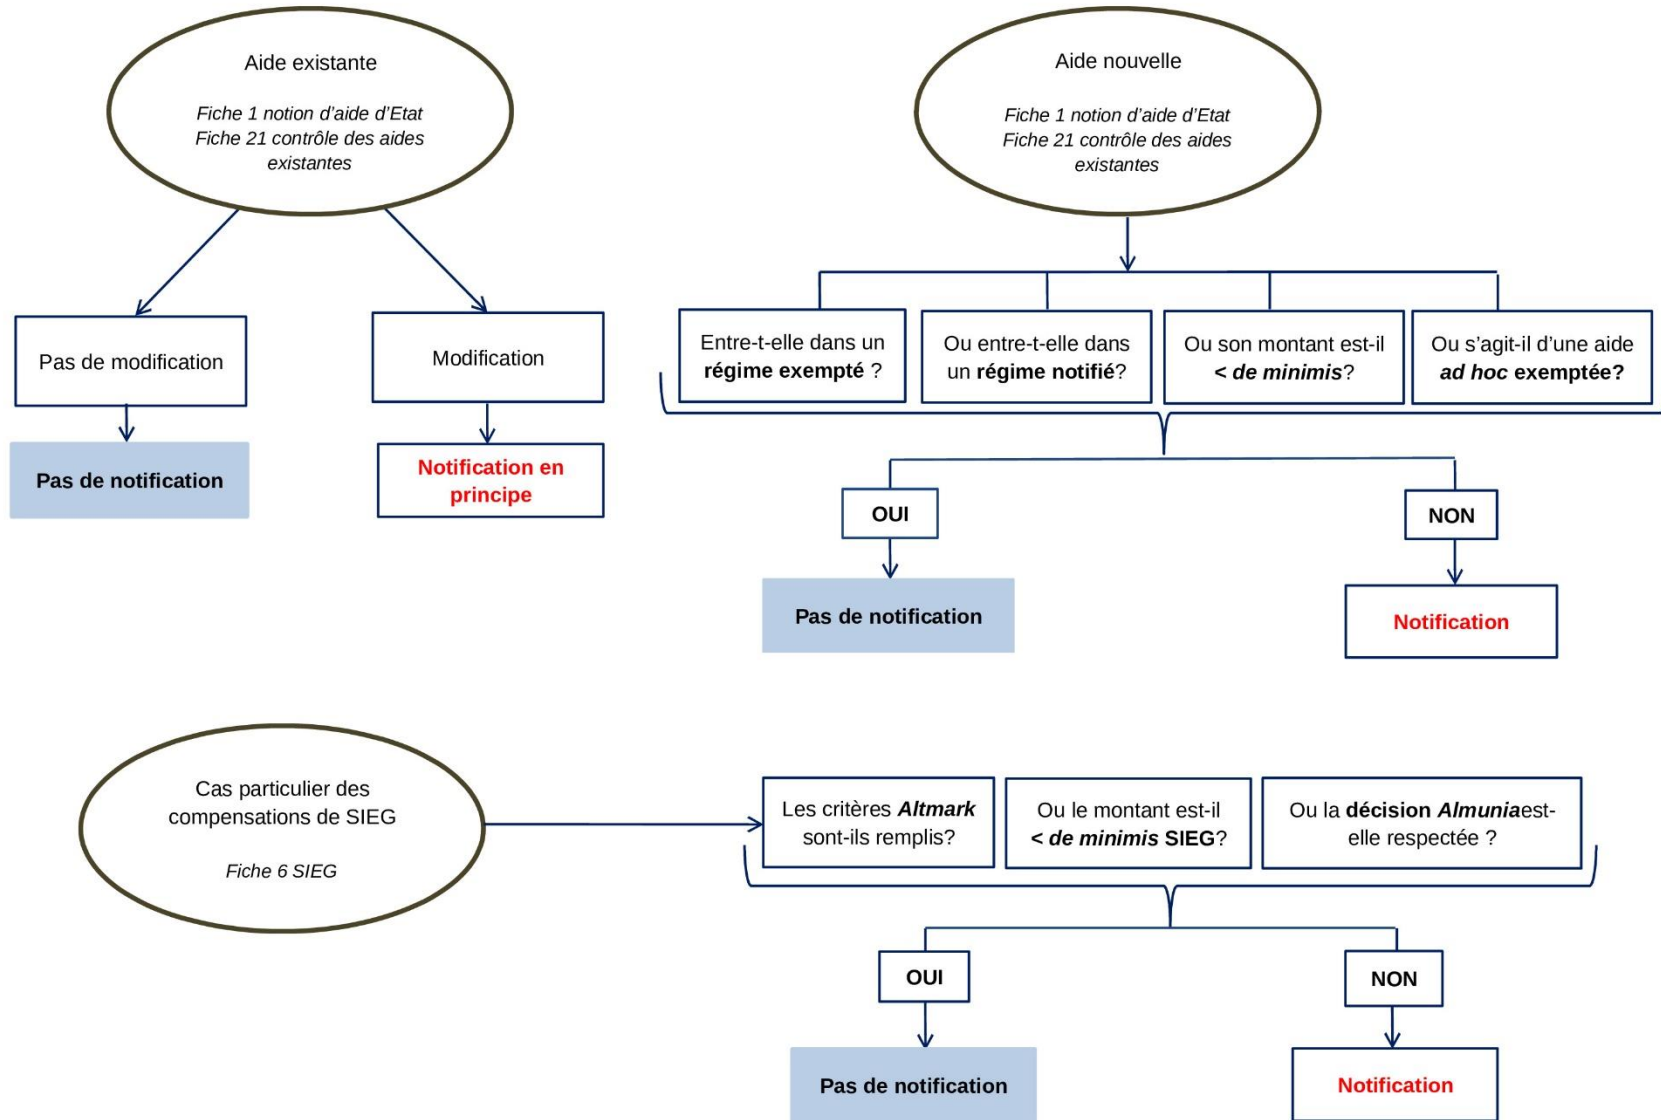 Aide existante
Fiche 1 notion d'aide d'Etat
Fiche 21 contrôle des aides
existantes
Pas de modification
Modification
Pas de notification
Notification en
principe
Aide nouvelle
Fiche 1 notion d'aide d'Etat
Fiche 21 contrôle des aides
existantes
Entre-t-elle dans un
régime exempté ?
Ou entre-t-elle dans
un régime notifié?
Ou son montant est-il
< de minimis?
Ou s'agit-il d'une aide
ad hoc exemptée?
OUI
NON
Pas de notification
Notification
Cas particulier des
compensations de SIEG
Fiche 6 SIEG
Les critères Altmark
sont-ils remplis?
Ou le montant est-il
< de minimis SIEG?
Ou la décision Almuniaest-
elle respectée ?
OUI
NON
Pas de notification
Notification